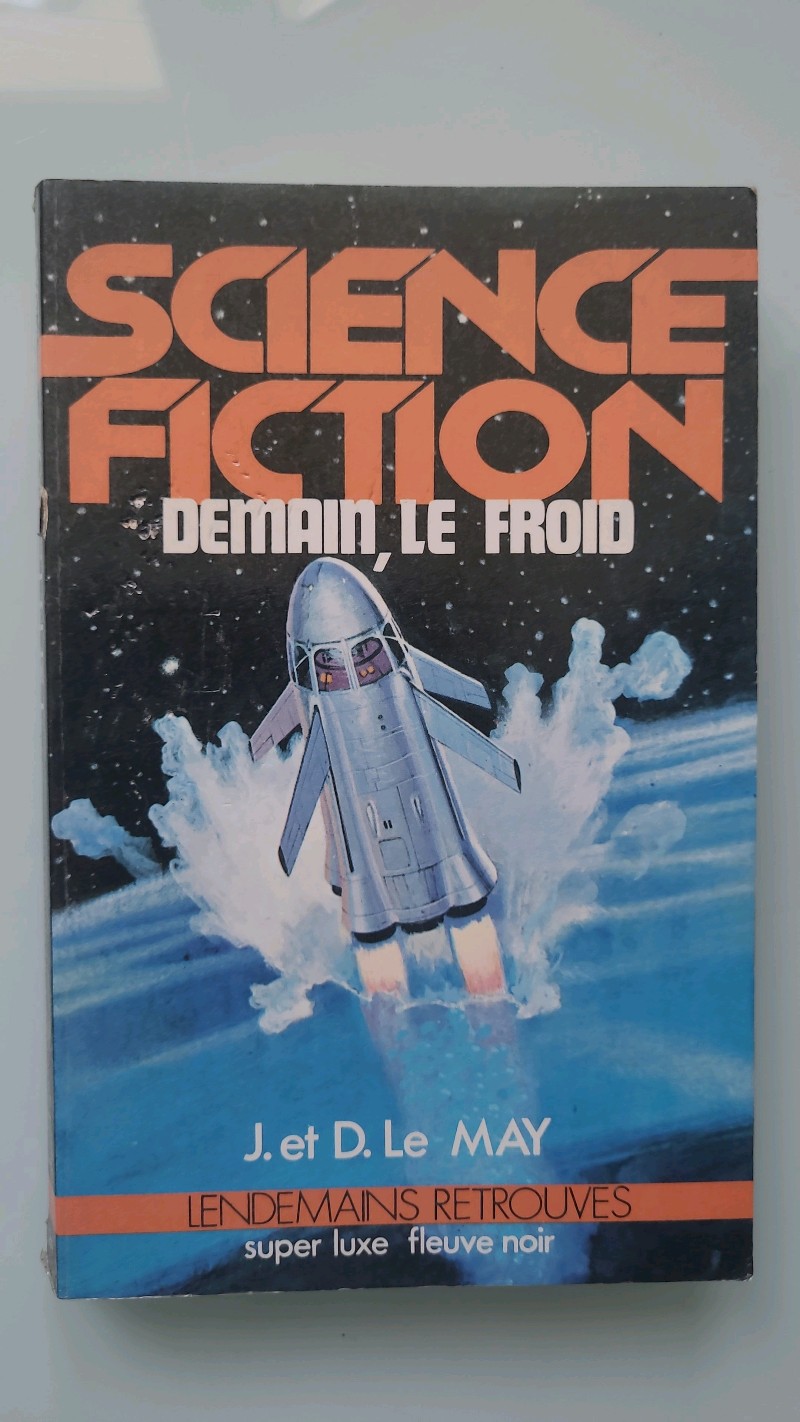 SCIENCE
FICTION
DEMAIN, LE FROID
J. et D. Le MAY
LENDEMAINS RETROUVES
super luxe fleuve noir